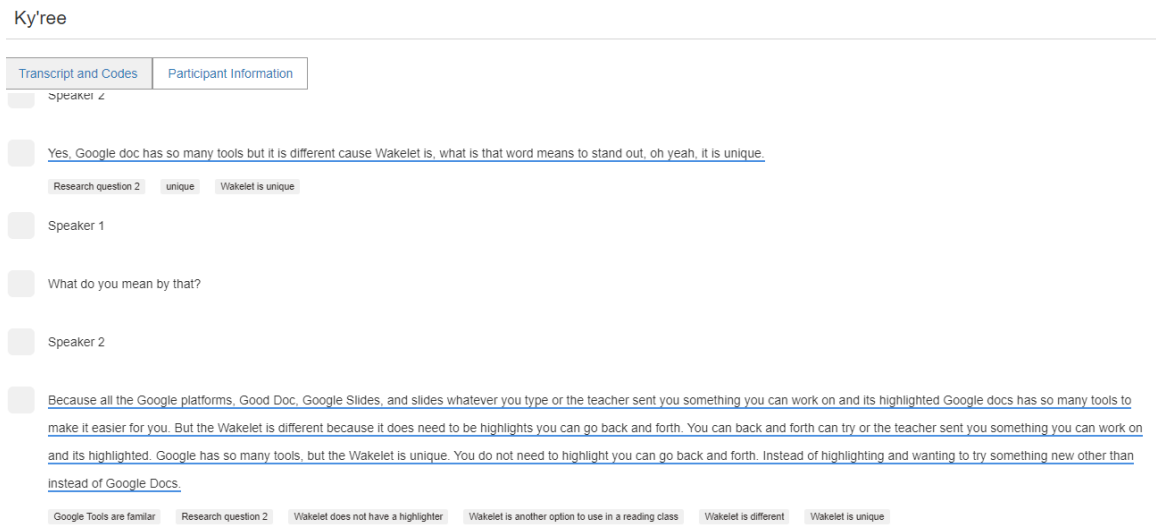 Ky'ree
Transcript and Codes Participant Information
Speaker 2
Yes, Google doc has so many tools but it is different cause Wakelet is, what is that word means to stand out, oh yeah, it is unique.
Research question 2 unique Wakelet is unique
Speaker 1
What do you mean by that?
Speaker 2
Because all the Google platforms, Good Doc, Google Slides, and slides whatever you type or the teacher sent you something you can work on and its highlighted Google docs has so many tools to
make it easier for you. But the Wakelet is different because it does need to be highlights you can go back and forth. You can back and forth can try or the teacher sent you something you can work on
and its highlighted. Google has so many tools, but the Wakelet is unique. You do not need to highlight you can go back and forth. Instead of highlighting and wanting to try something new other than
instead of Google Docs.
Google Tools are familar Research question 2 Wakelet does not have a highlighter Wakelet is another option to use in a reading class Wakelet is different Wakelet is unique